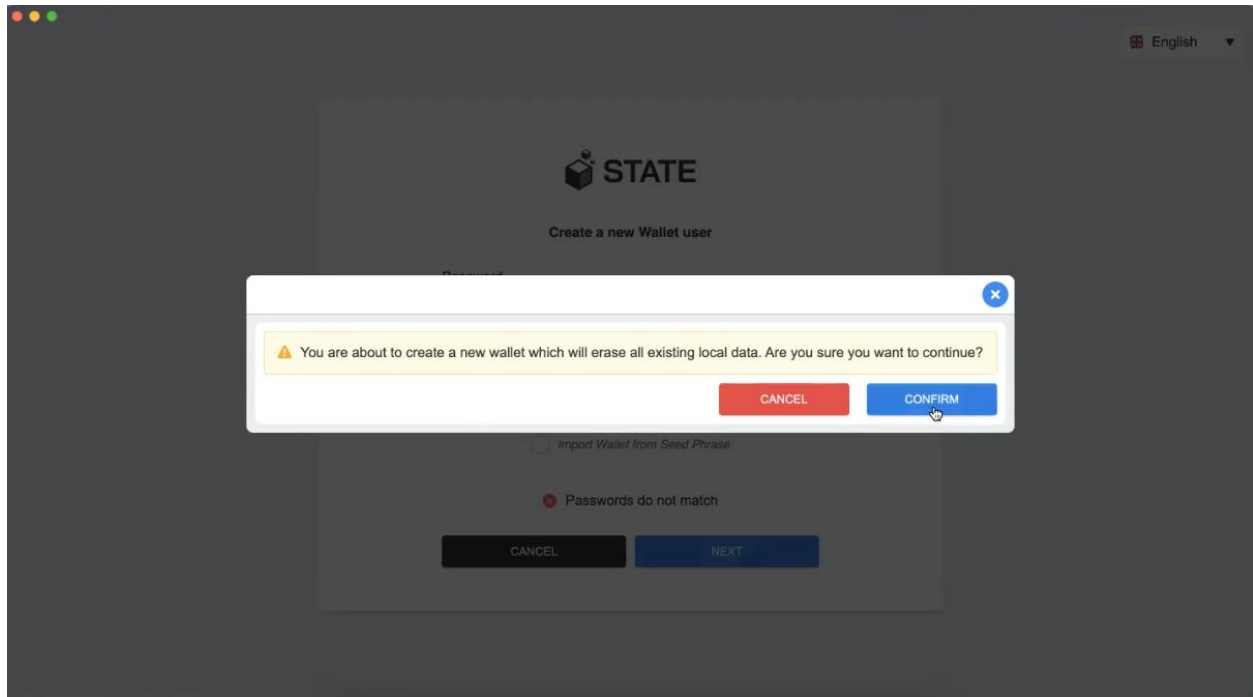 English
STATE
Create a new Wallet user
Password
You are about to create a new wallet which will erase all existing local data. Are you sure you want to continue?
CANCEL CONFIRM
Import Wallet from Seed Phrase
Passwords do not match
CANCEL NEXT